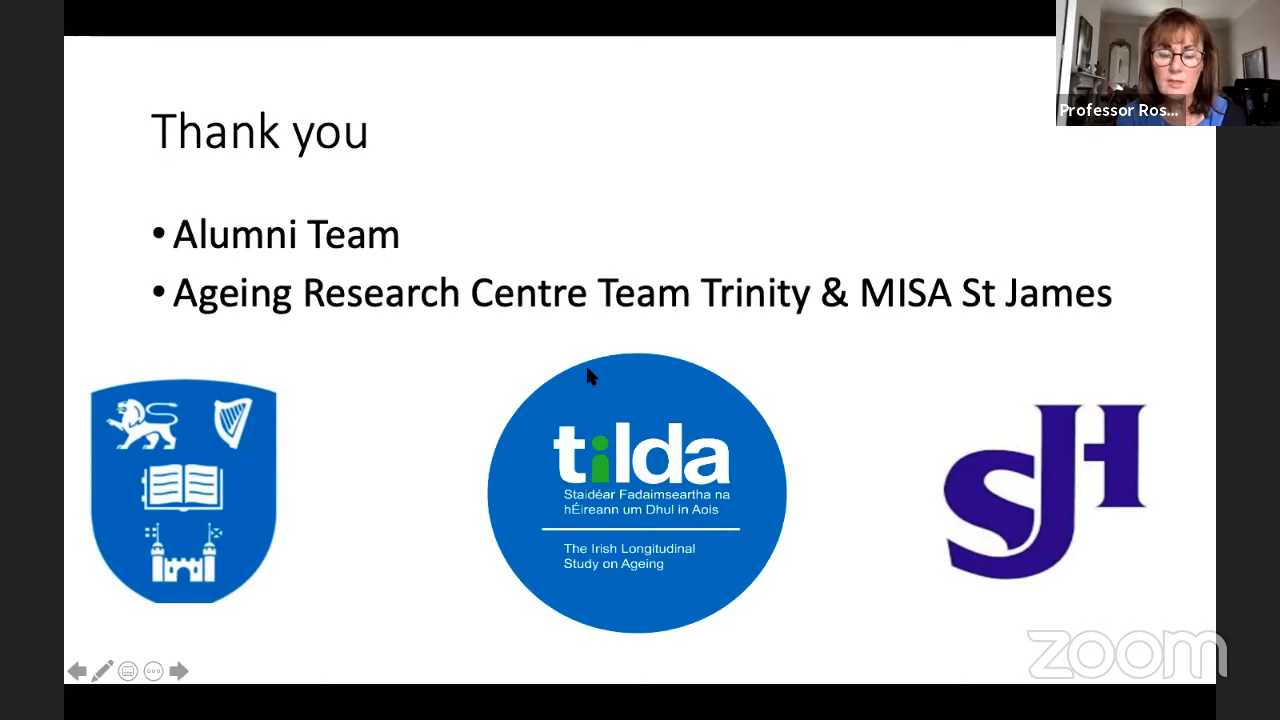 Professor Ros...
Thank you
• Alumni Team
• Ageing Research Centre Team Trinity & MISA St James
tilda
Staidéar Fadaimseartha na
hÉireann um Dhul in Aois
The Irish Longitudinal
Study on Ageing
SJH
zoom